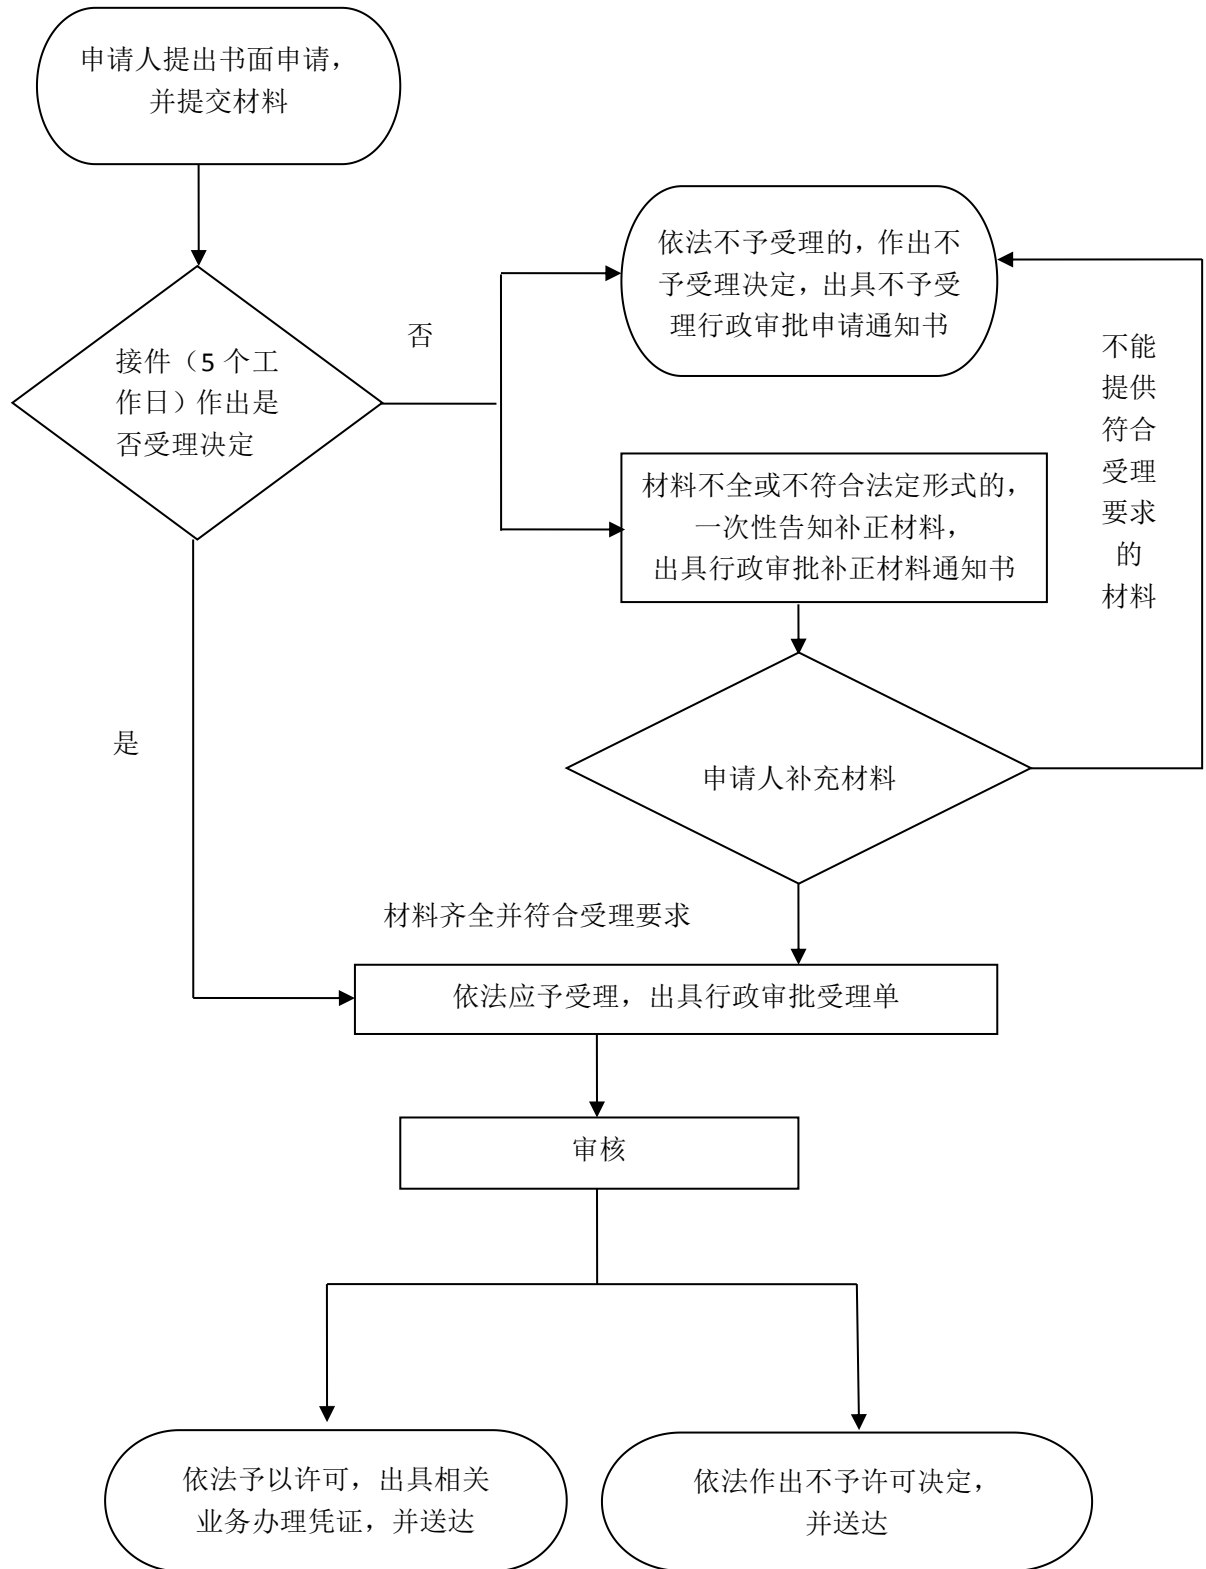 申请人提出书面申请，
并提交材料
依法不予受理的，作出不
予受理决定，出具不予受
理行政审批申请通知书
否
接件（5 个工
作日）作出是
否受理决定
不能
提供
符合
受理
要求
的
材料
材料不全或不符合法定形式的，
一次性告知补正材料，
出具行政审批补正材料通知书
是
申请人补充材料
材料齐全并符合受理要求
依法应予受理，出具行政审批受理单
审核
依法予以许可，出具相关
业务办理凭证，并送达
依法作出不予许可决定，
并送达